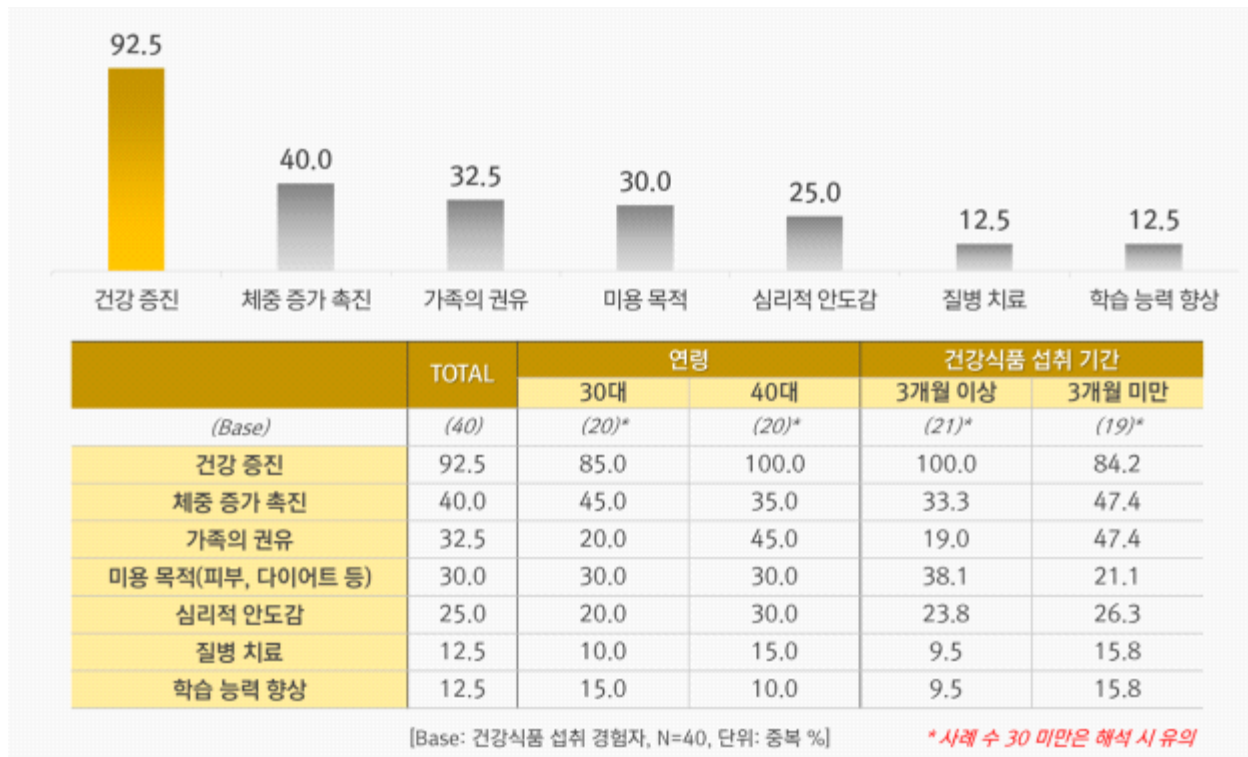 92.5
40.0
32.5
30.0
25.0
12.5
12.5
건강 증진 체중 증가 촉진 가족의 권유 미용 목적 심리적 안도감 질병 치료 학습 능력 향상
TOTAL 연령 건강식품 섭취 기간
30대 40대 3개월 이상 3개월 미만
(Base) (40) (20)* (20)* (21)* (19)*
건강 증진 92.5 85.0 100.0 100.0 84.2
체중 증가 촉진 40.0 45.0 35.0 33.3 47.4
가족의 권유 32.5 20.0 45.0 19.0 47.4
미용 목적(피부, 다이어트 등) 30.0 30.0 30.0 38.1 21.1
심리적 안도감 25.0 20.0 30.0 23.8 26.3
질병 치료 12.5 10.0 15.0 9.5 15.8
학습 능력 향상 12.5 15.0 10.0 9.5 15.8
[Base: 건강식품 섭취 경험자, N=40, 단위: 중복 %] * 사례 수 30 미만은 해석 시 유의